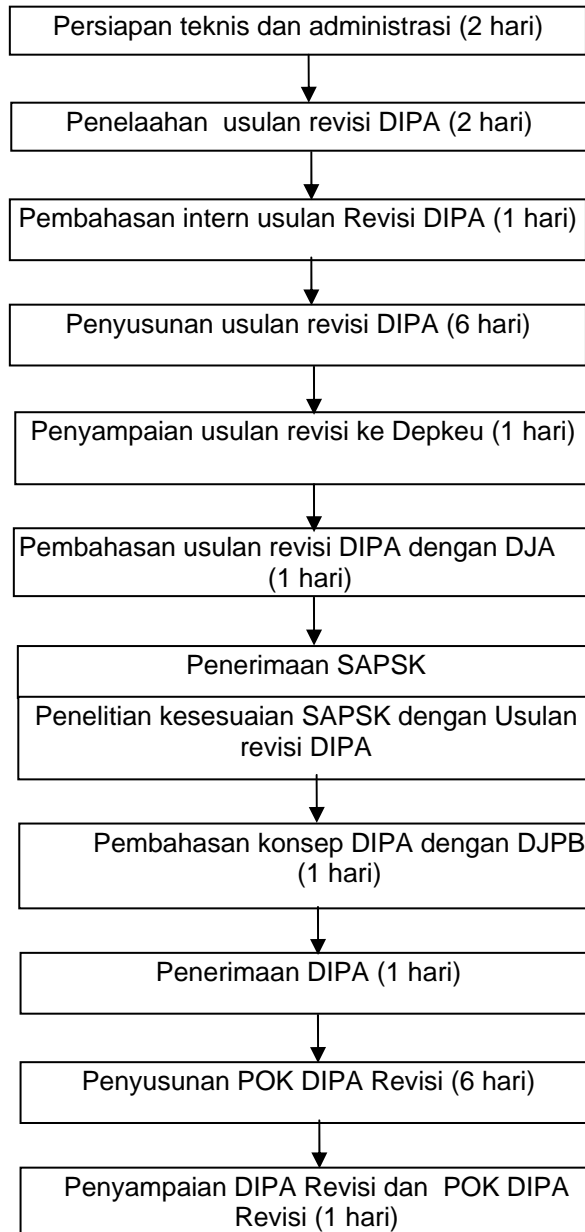 Persiapan teknis dan administrasi (2 hari)
Penelaahan usulan revisi DIPA (2 hari)
Pembahasan intern usulan Revisi DIPA (1 hari)
Penyusunan usulan revisi DIPA (6 hari)
Penyampaian usulan revisi ke Depkeu (1 hari)
Pembahasan usulan revisi DIPA dengan DJA
(1 hari)
Penerimaan SAPSK
Penelitian kesesuaian SAPSK dengan Usulan
revisi DIPA
Pembahasan konsep DIPA dengan DJPB
(1 hari)
Penerimaan DIPA (1 hari)
Penyusunan POK DIPA Revisi (6 hari)
Penyampaian DIPA Revisi dan POK DIPA
Revisi (1 hari)